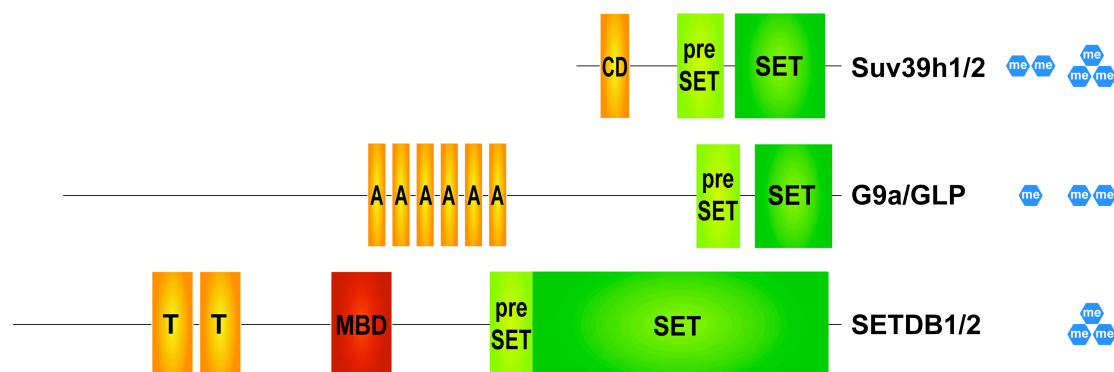 CD pre SET SET Suv39h1/2 me me me me me
A A A A A A pre SET SET G9a/GLP me me me
T T MBD pre SET SET SETDB1/2 me me me